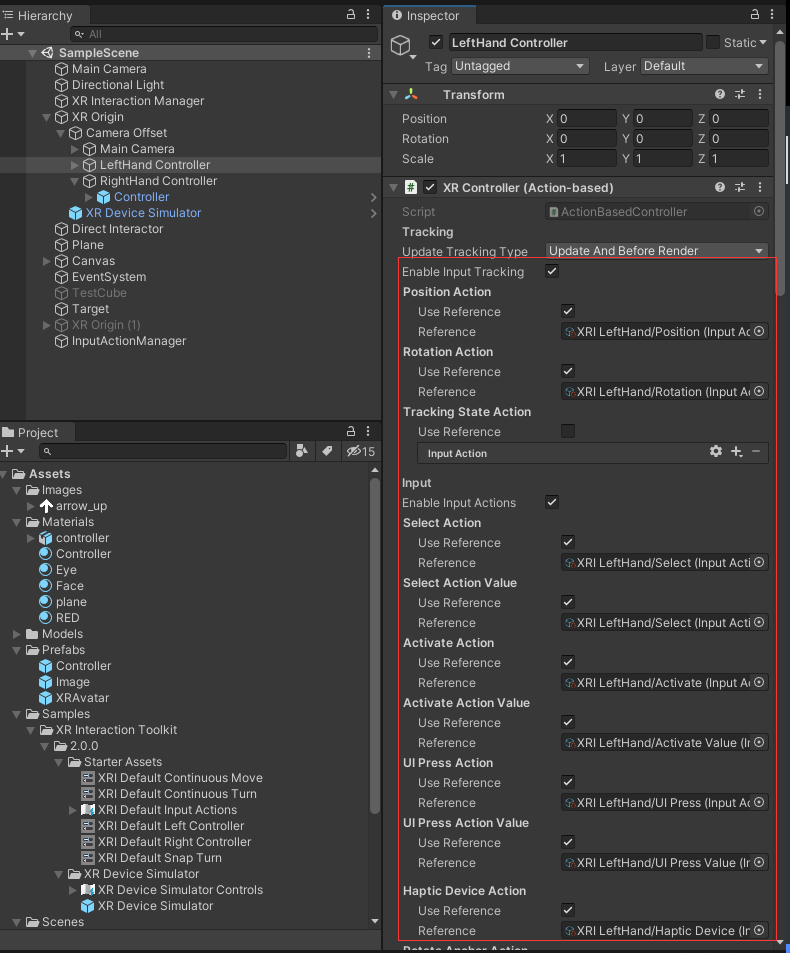 Hierarchy
All
SampleScene
Main Camera
Directional Light
XR Interaction Manager
XR Origin
Camera Offset
Main Camera
LeftHand Controller
RightHand Controller
Controller
XR Device Simulator
Direct Interactor
Plane
Canvas
EventSystem
TestCube
Target
XR Origin (1)
InputActionManager
Project
15
Assets
Images
arrow_up
Materials
controller
Controller
Eye
Face
plane
RED
Models
Prefabs
Controller
Image
XRAvatar
Samples
XR Interaction Toolkit
2.0.0
Starter Assets
XRI Default Continuous Move
XRI Default Continuous Turn
XRI Default Input Actions
XRI Default Left Controller
XRI Default Right Controller
XRI Default Snap Turn
XR Device Simulator
XR Device Simulator Controls
XR Device Simulator
Scenes
Inspector
LeftHand Controller Static
Tag Untagged Layer Default
Transform
Position X 0 Y 0 Z 0
Rotation X 0 Y 0 Z 0
Scale X 1 Y 1 Z 1
# XR Controller (Action-based)
Script # ActionBasedController
Tracking
Update Tracking Type Update And Before Render
Enable Input Tracking
Position Action
Use Reference
Reference XRI LeftHand/Position (Input Ac
Rotation Action
Use Reference
Reference XRI LeftHand/Rotation (Input Ac
Tracking State Action
Use Reference
Input Action
Input
Enable Input Actions
Select Action
Use Reference
Reference XRI LeftHand/Select (Input Acti
Select Action Value
Use Reference
Reference XRI LeftHand/Select (Input Acti
Activate Action
Use Reference
Reference XRI LeftHand/Activate (Input Ac
Activate Action Value
Use Reference
Reference XRI LeftHand/Activate Value (In
UI Press Action
Use Reference
Reference XRI LeftHand/UI Press (Input Ac
UI Press Action Value
Use Reference
Reference XRI LeftHand/UI Press Value (In
Haptic Device Action
Use Reference
Reference XRI LeftHand/Haptic Device (In
Rotate Anchor Action